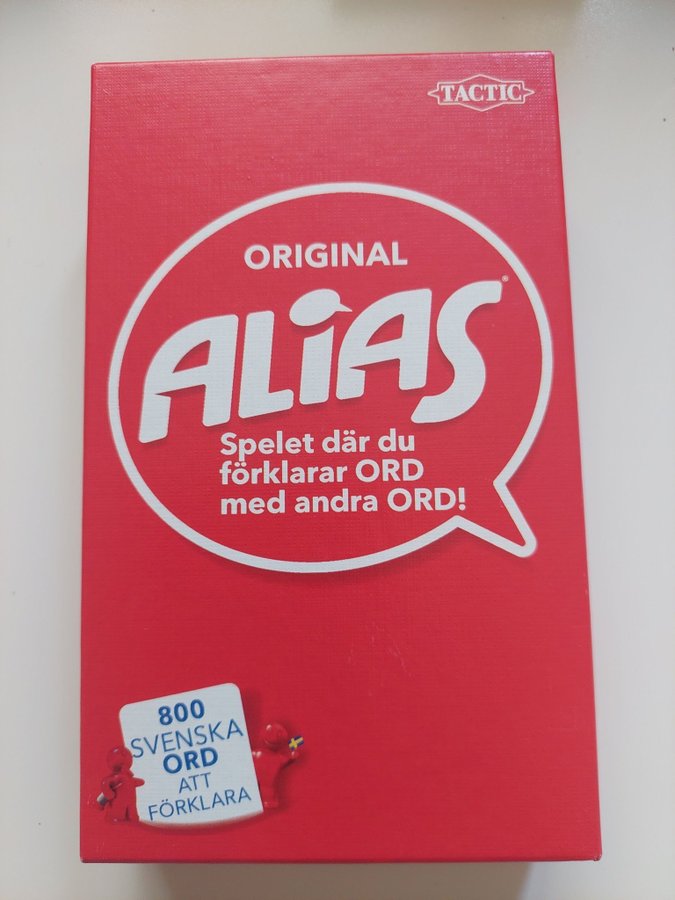 TACTIC
ORIGINAL
ALiAS®
Spelet där du
förklarar ORD
med andra ORD!
800
SVENSKA
ORD
ATT
FÖRKLARA